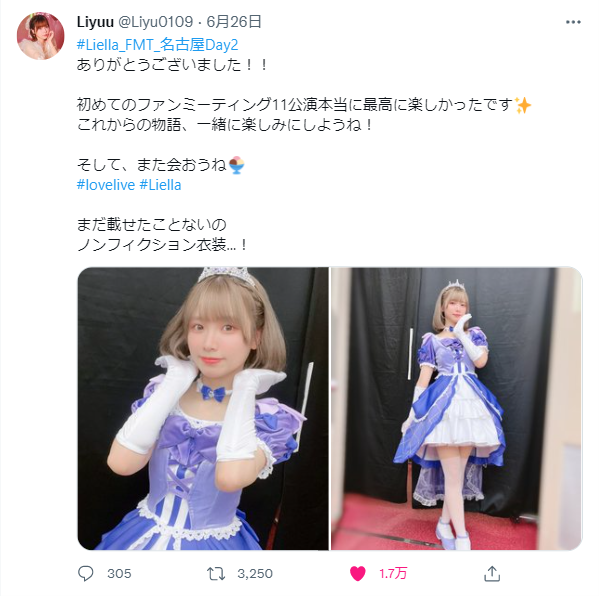 Liyuu @Liyu0109・6月26日
#Liella_FMT_名古屋Day2
ありがとうございました！！
初めてのファンミーティング11公演本当に最高に楽しかったです✨
これからの物語、一緒に楽しみにしようね！
そして、また会おうね🍨
#lovelive #Liella
まだ載せたことないの
ノンフィクション衣装...！
305 3,250 1.7万